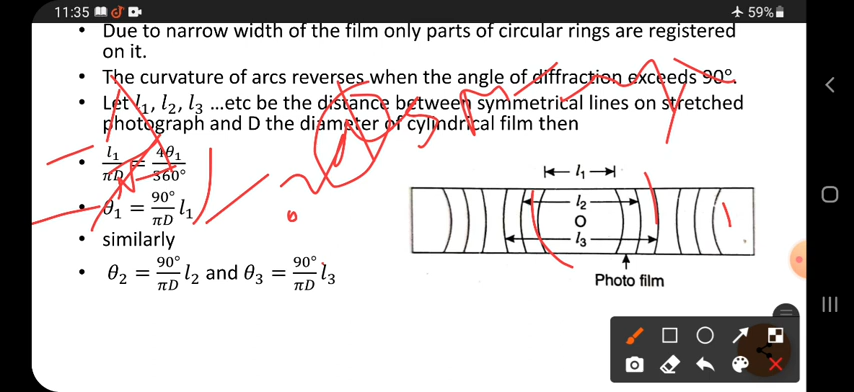 11:35
59%
• Due to narrow width of the film only parts of circular rings are registered
on it.
• The curvature of arcs reverses when the angle of diffraction exceeds 90°.
• Let l₁, l₂, l₃ ...etc be the distance between symmetrical lines on stretched
photograph and D the diameter of cylindrical film then
• l₁/πD = 4θ₁/360°
• θ₁ = 90°/πD l₁
• similarly
• θ₂ = 90°/πD l₂ and θ₃ = 90°/πD l₃
l₁
l₂
O
l₃
Photo film